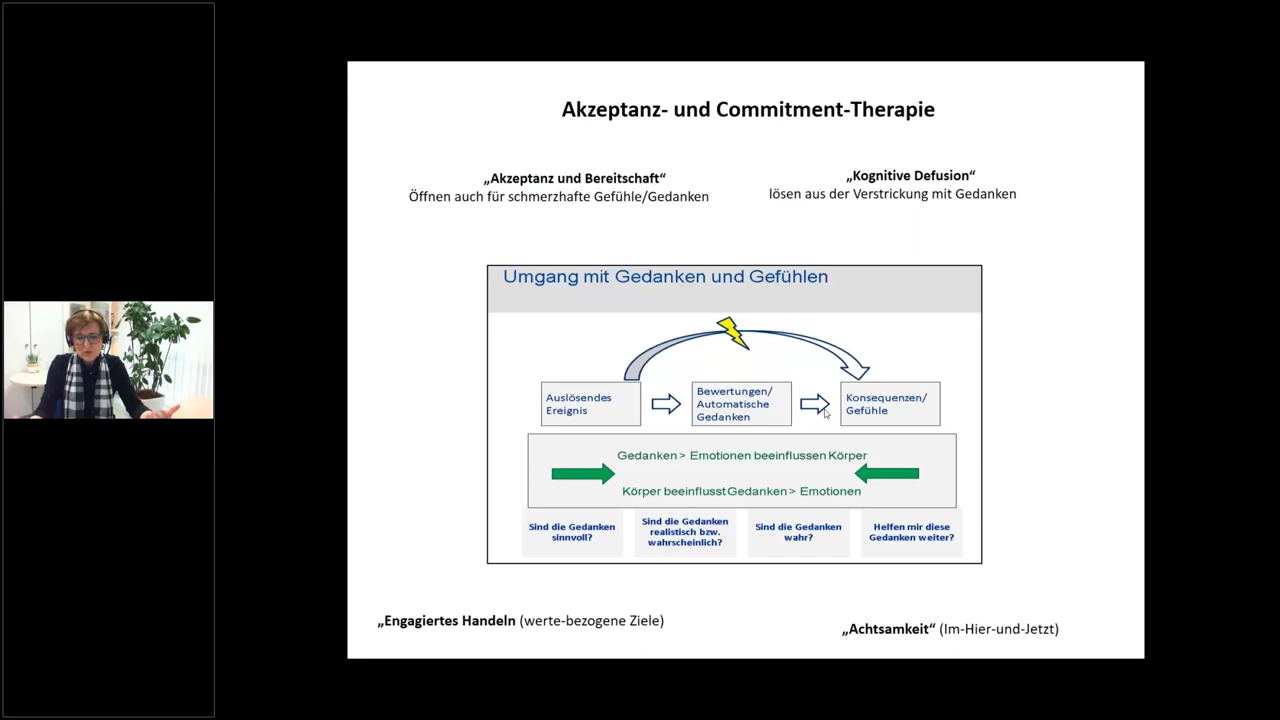 Akzeptanz- und Commitment-Therapie
„Akzeptanz und Bereitschaft“
Öffnen auch für schmerzhafte Gefühle/Gedanken
„Kognitive Defusion“
lösen aus der Verstrickung mit Gedanken
Umgang mit Gedanken und Gefühlen
Auslösendes
Ereignis
Bewertungen/
Automatische
Gedanken
Konsequenzen/
Gefühle
Gedanken > Emotionen beeinflussen Körper
Körper beeinflusst Gedanken > Emotionen
Sind die Gedanken
sinnvoll?
Sind die Gedanken
realistisch bzw.
wahrscheinlich?
Sind die Gedanken
wahr?
Helfen mir diese
Gedanken weiter?
„Engagiertes Handeln (werte-bezogene Ziele)
„Achtsamkeit“ (Im-Hier-und-Jetzt)